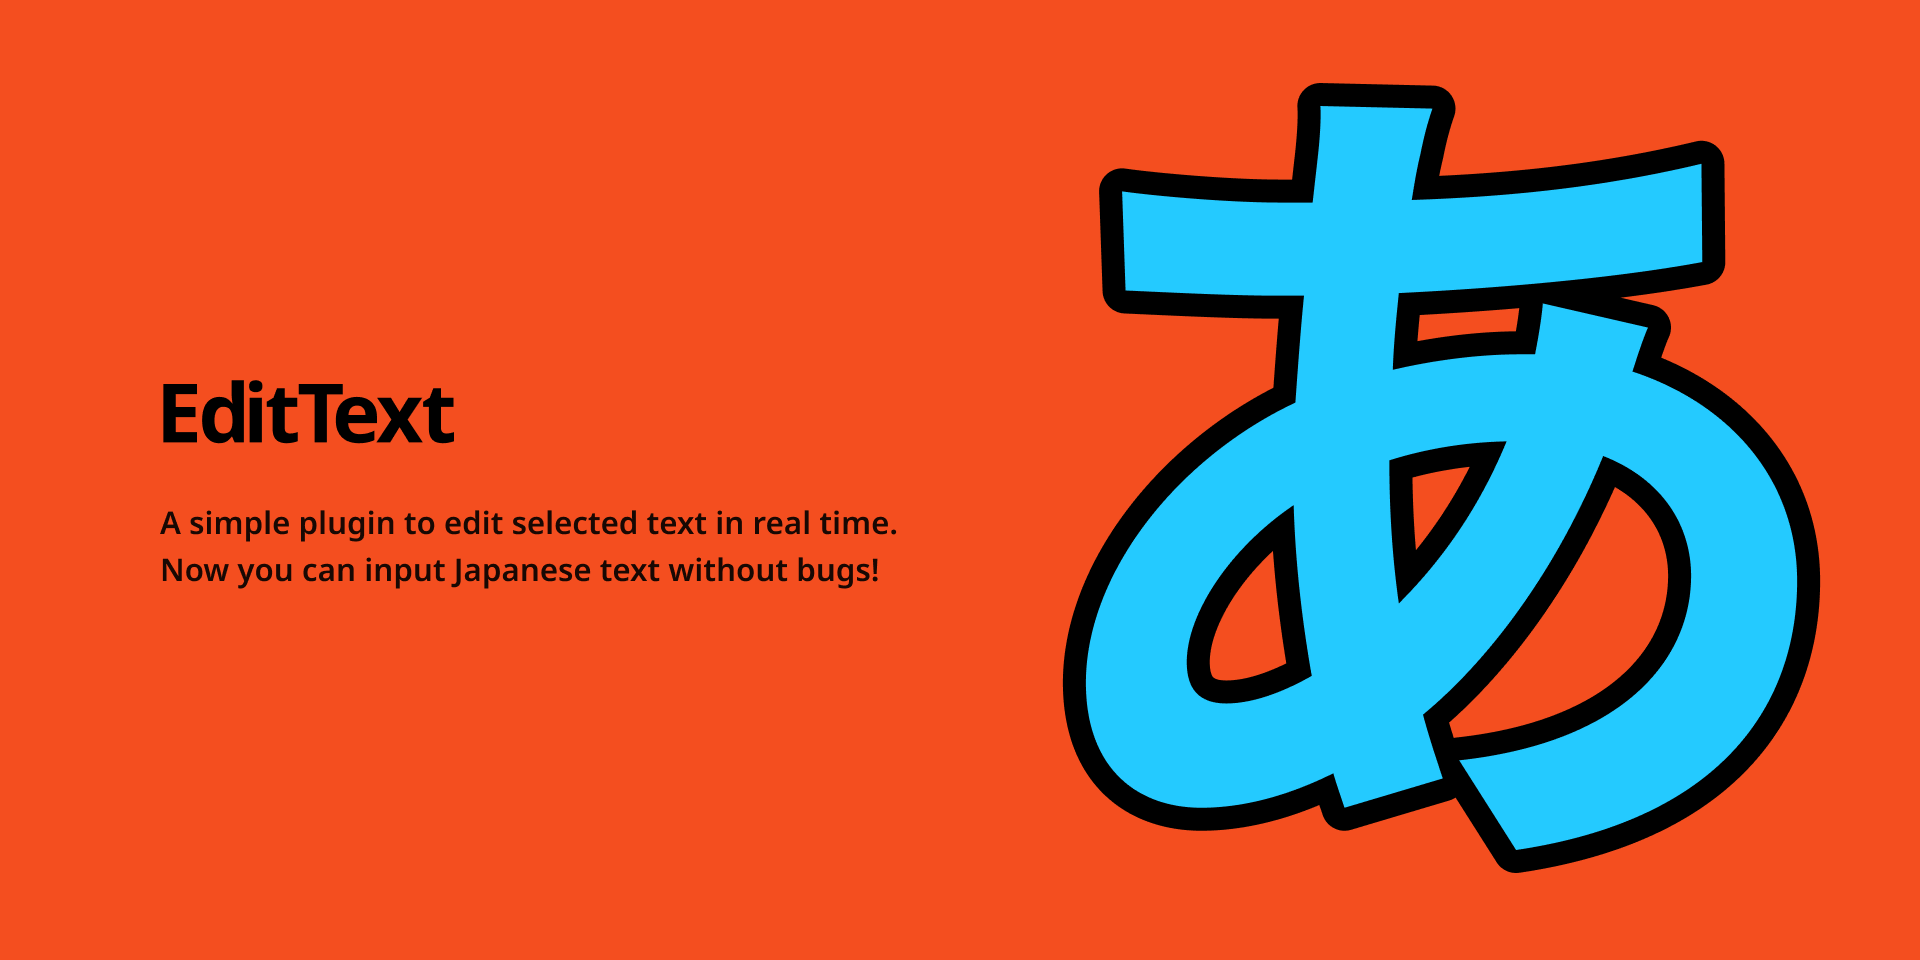 EditText
A simple plugin to edit selected text in real time.
Now you can input Japanese text without bugs!
あ